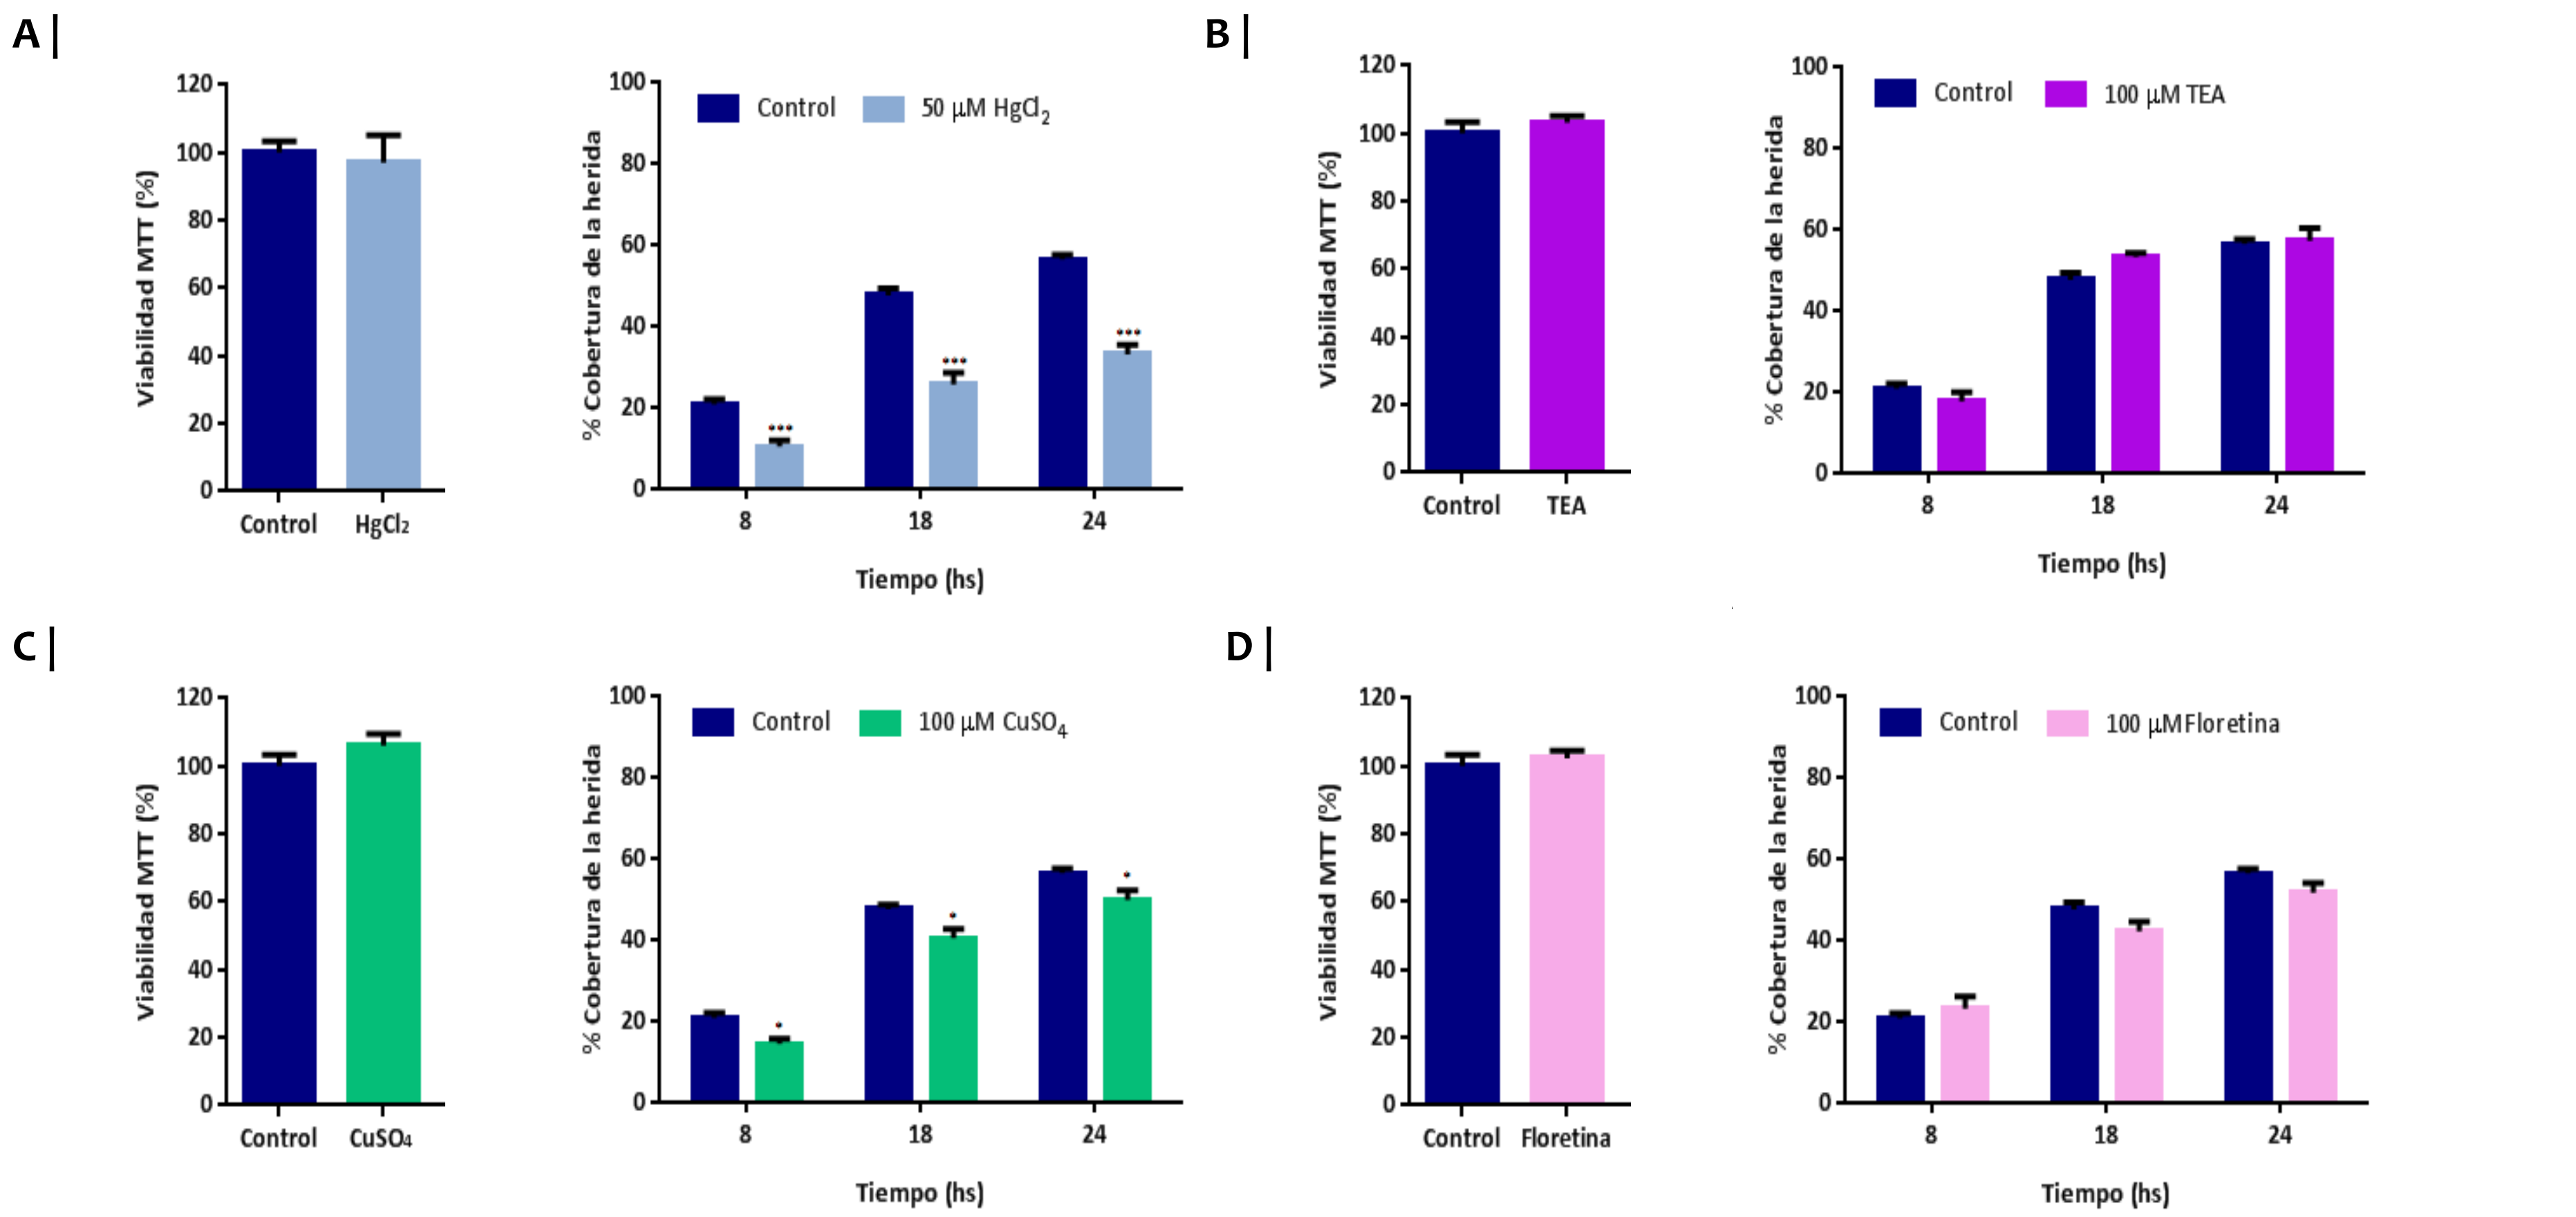 A |
120
100
80
60
40
20
0
Viabilidad MTT (%)
Control HgCl2
100
80
60
40
20
0
% Cobertura de la herida
Control 50 µM HgCl2
***
***
***
8 18 24
Tiempo (hs)
B |
120
100
80
60
40
20
0
Viabilidad MTT (%)
Control TEA
100
80
60
40
20
0
% Cobertura de la herida
Control 100 µM TEA
8 18 24
Tiempo (hs)
C |
120
100
80
60
40
20
0
Viabilidad MTT (%)
Control CuSO4
100
80
60
40
20
0
% Cobertura de la herida
Control 100 µM CuSO4
*
*
*
8 18 24
Tiempo (hs)
D |
120
100
80
60
40
20
0
Viabilidad MTT (%)
Control Floretina
100
80
60
40
20
0
% Cobertura de la herida
Control 100 µM Floretina
8 18 24
Tiempo (hs)